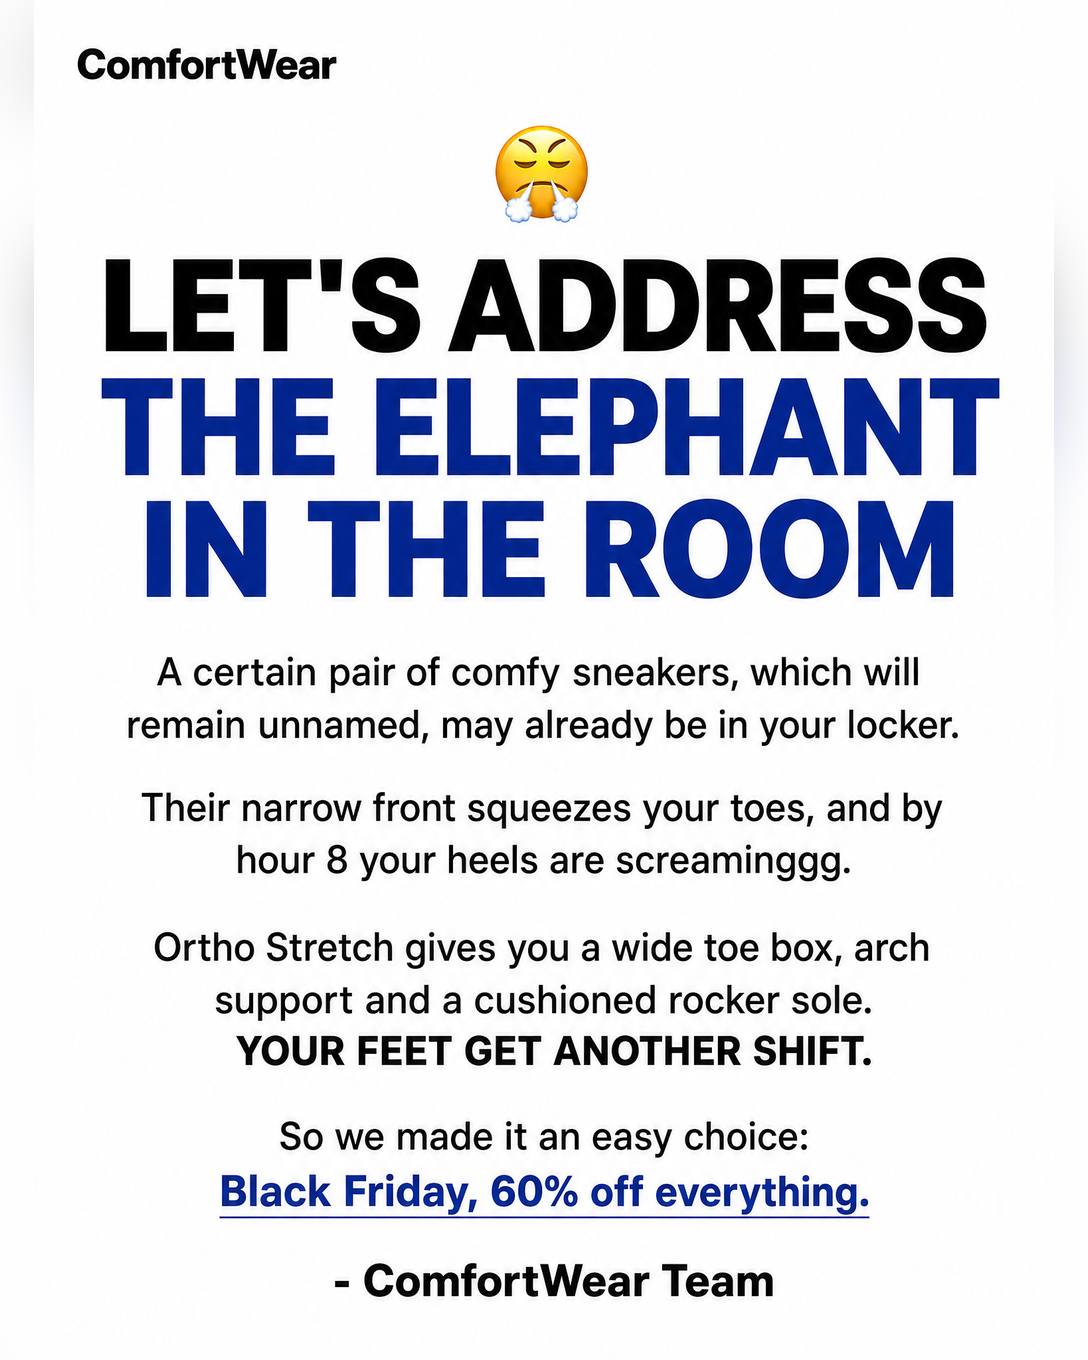 ComfortWear
LET'S ADDRESS
THE ELEPHANT
IN THE ROOM
A certain pair of comfy sneakers, which will
remain unnamed, may already be in your locker.
Their narrow front squeezes your toes, and by
hour 8 your heels are screaminggg.
Ortho Stretch gives you a wide toe box, arch
support and a cushioned rocker sole.
YOUR FEET GET ANOTHER SHIFT.
So we made it an easy choice:
Black Friday, 60% off everything.
- ComfortWear Team